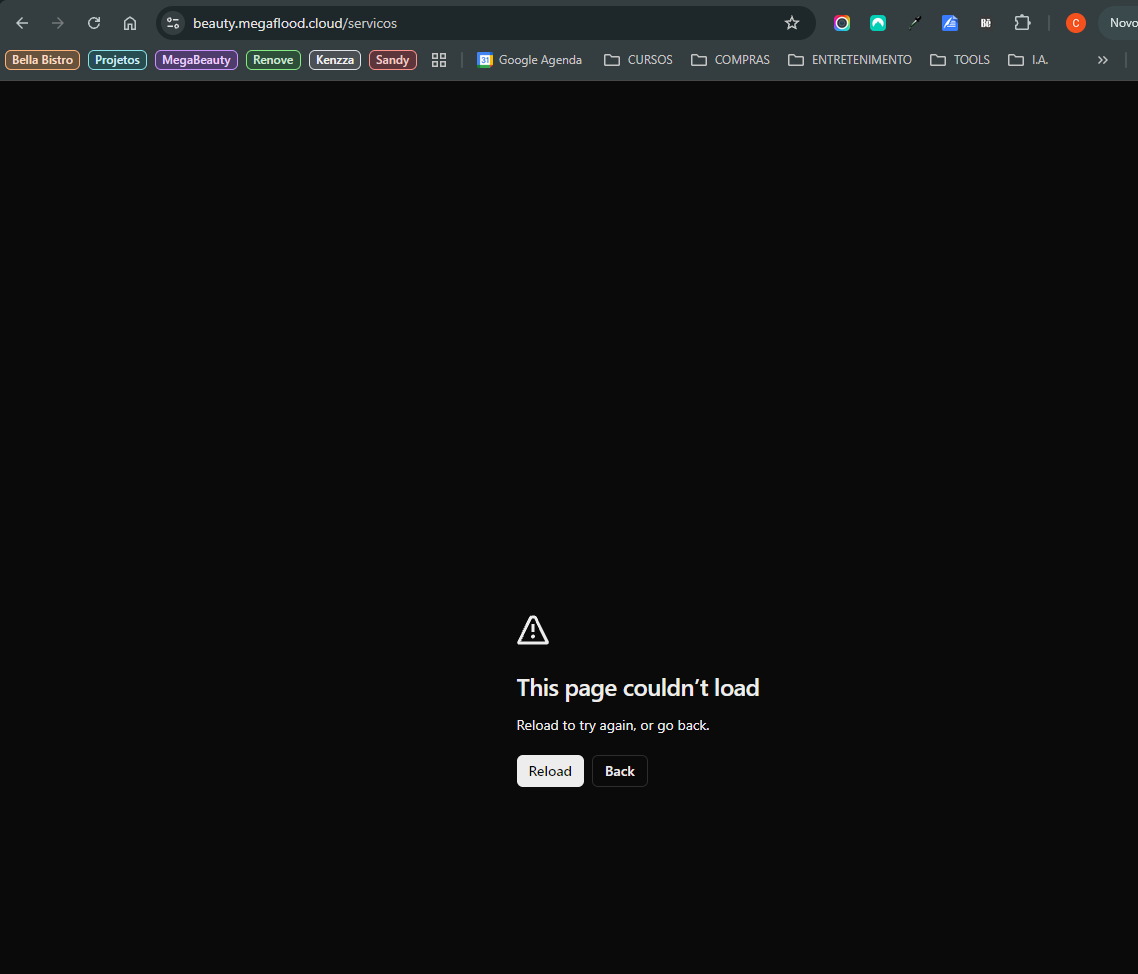 beauty.megaflood.cloud/servicos
C
Novo
Bella Bistro
Projetos
MegaBeauty
Renove
Kenzza
Sandy
31
Google Agenda
CURSOS
COMPRAS
ENTRETENIMENTO
TOOLS
I.A.
This page couldn’t load
Reload to try again, or go back.
Reload
Back